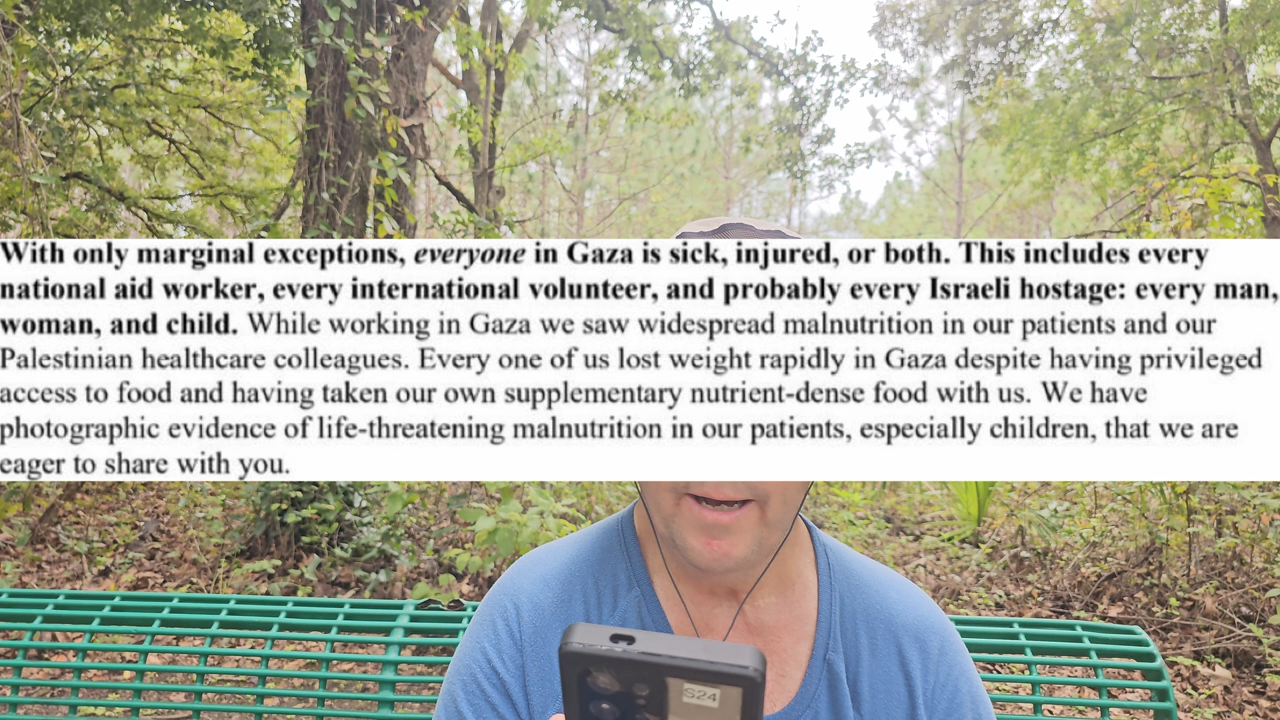 With only marginal exceptions, everyone in Gaza is sick, injured, or both. This includes every
national aid worker, every international volunteer, and probably every Israeli hostage: every man,
woman, and child. While working in Gaza we saw widespread malnutrition in our patients and our
Palestinian healthcare colleagues. Every one of us lost weight rapidly in Gaza despite having privileged
access to food and having taken our own supplementary nutrient-dense food with us. We have
photographic evidence of life-threatening malnutrition in our patients, especially children, that we are
eager to share with you.
S24